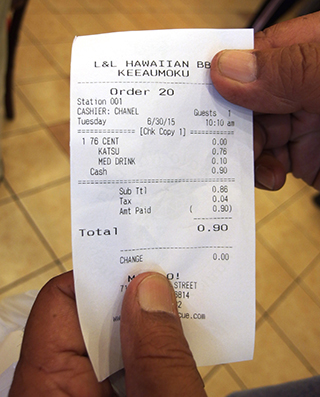 L&L HAWAIIAN BB
KEEAUMOKU
Order 20
Station 001
CASHIER: CHANEL Guests 1
Tuesday 6/30/15 10:10 am
[Chk Copy 1]
1 76 CENT 0.00
KATSU 0.76
MED DRINK 0.10
Cash 0.90
Sub Ttl 0.86
Tax 0.04
Amt Paid ( 0.90)
Total 0.90
CHANGE 0.00
O!
STREET
6814
22
cue.com